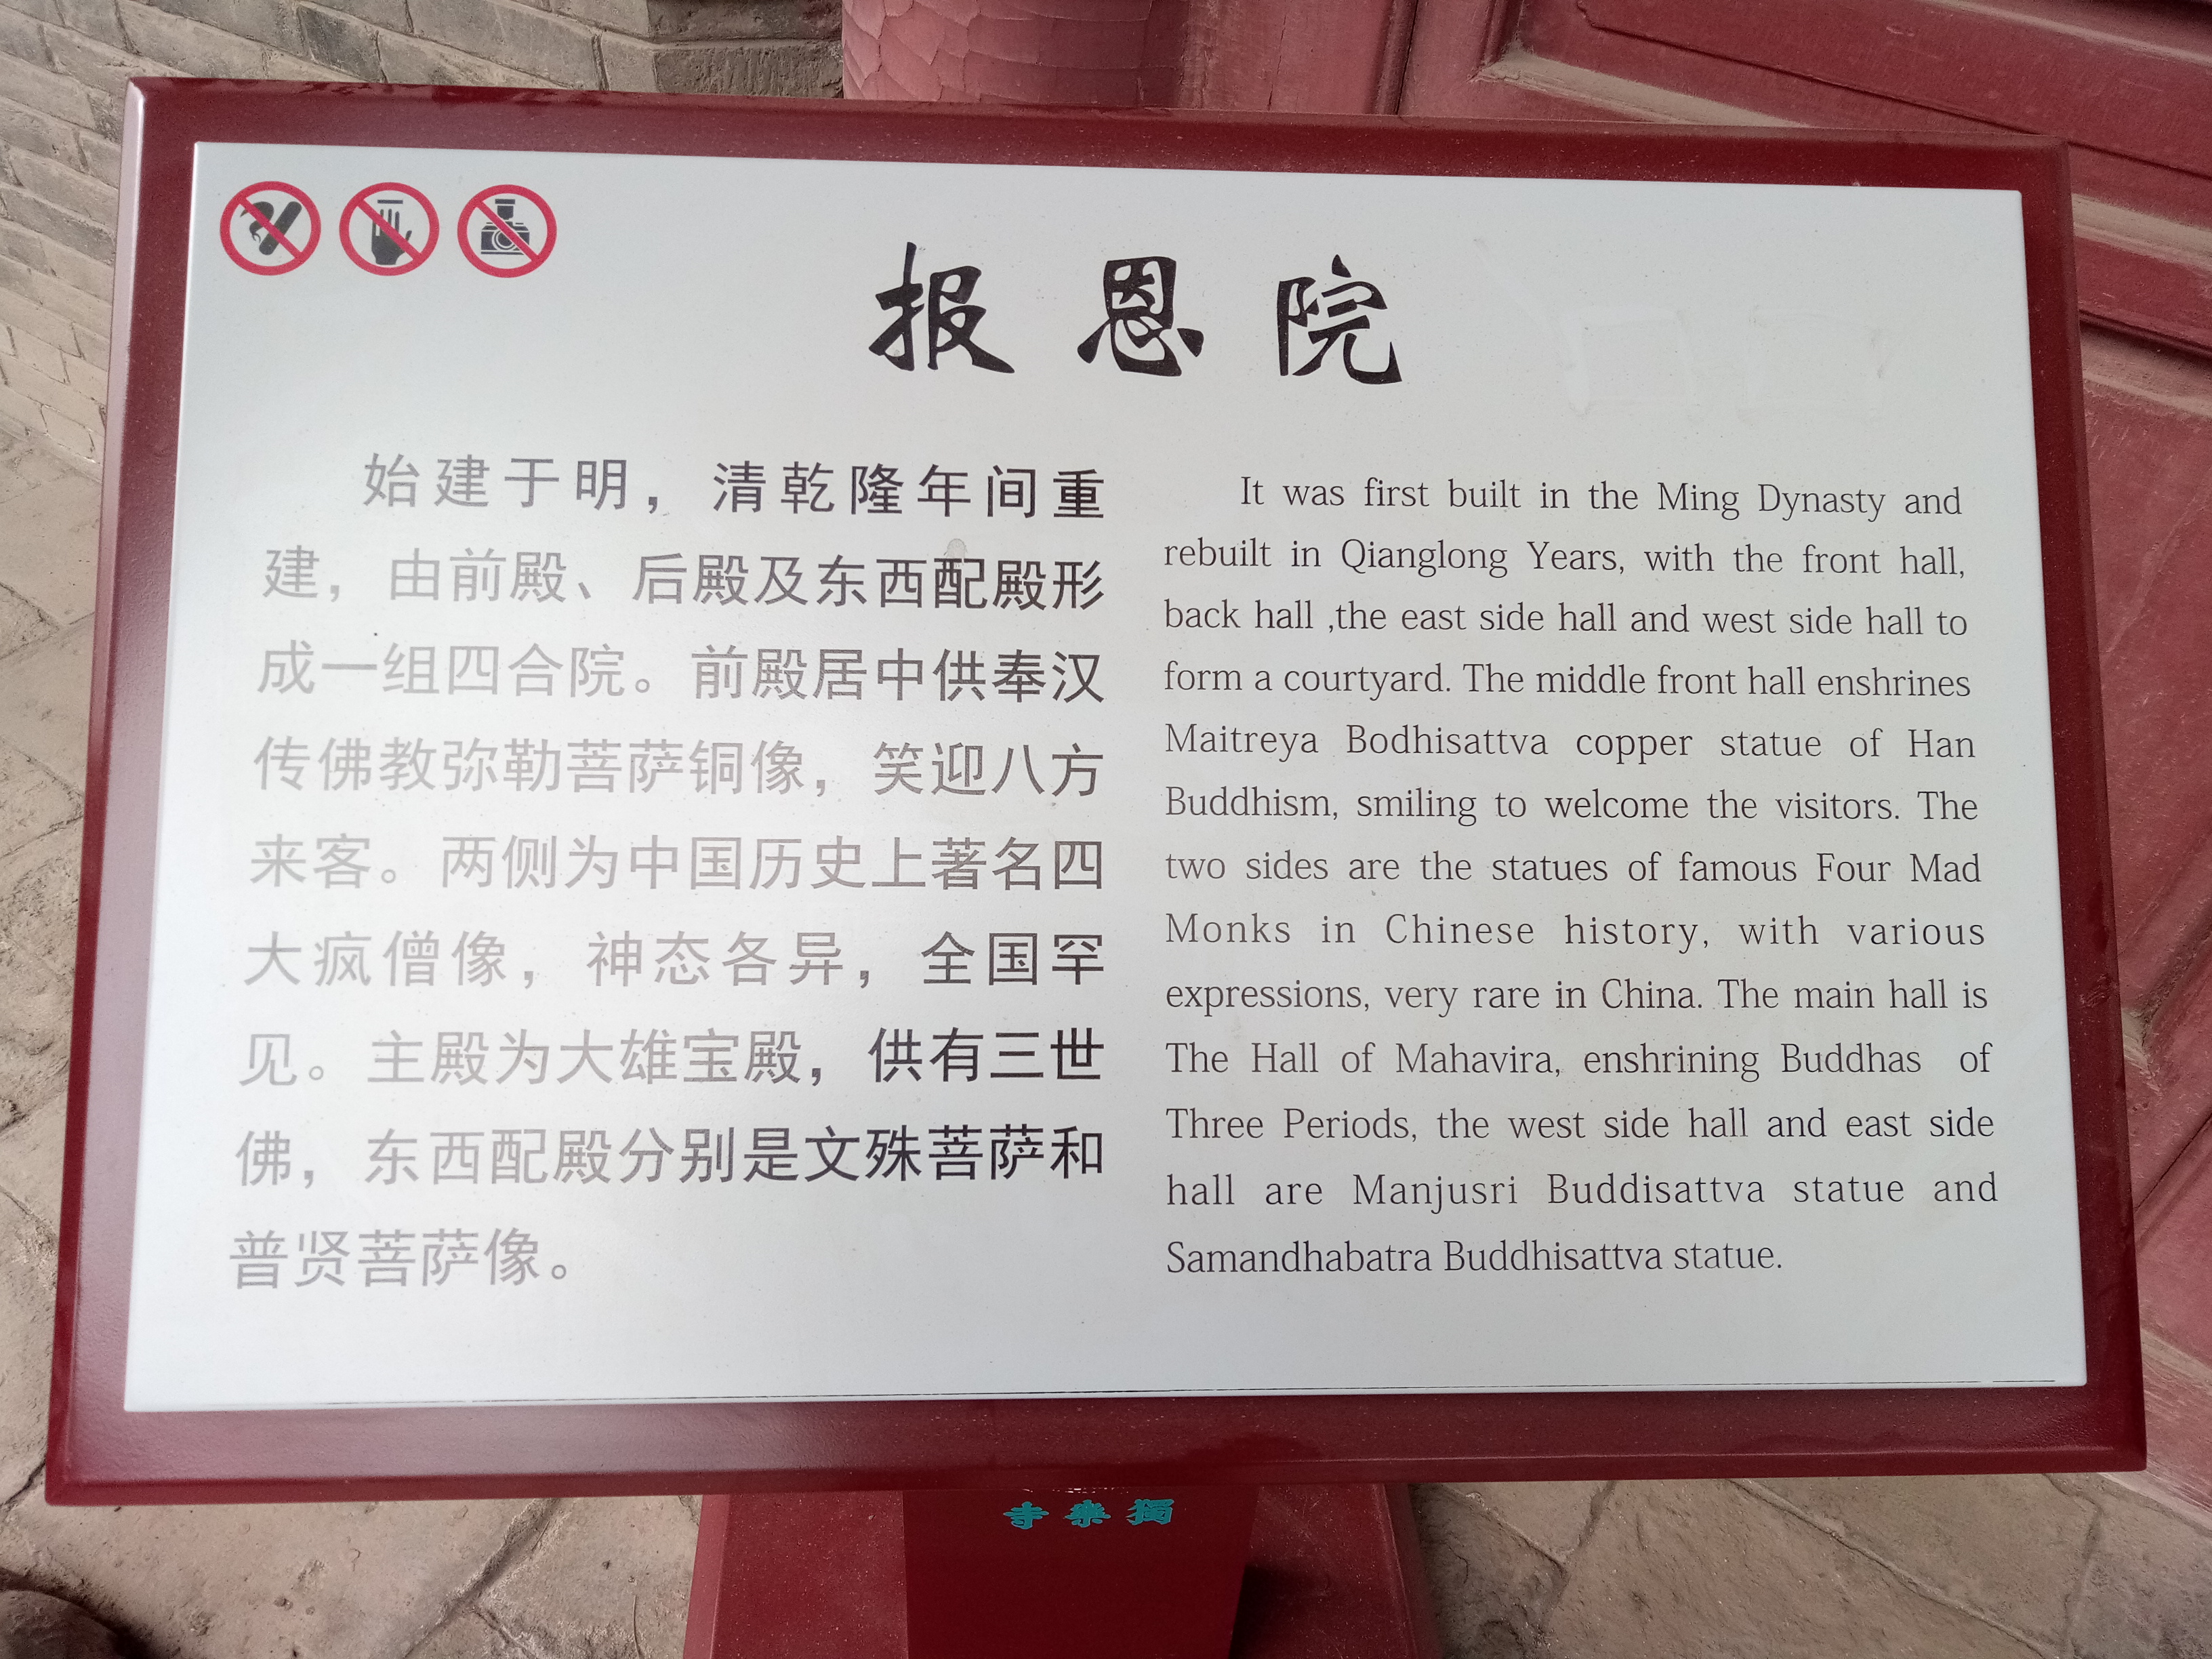 报恩院
始建于明，清乾隆年间重
建，由前殿、后殿及东西配殿形
成一组四合院。前殿居中供奉汉
传佛教弥勒菩萨铜像，笑迎八方
来客。两侧为中国历史上著名四
大疯僧像，神态各异，全国罕
见。主殿为大雄宝殿，供有三世
佛，东西配殿分别是文殊菩萨和
普贤菩萨像。
It was first built in the Ming Dynasty and
rebuilt in Qianglong Years, with the front hall,
back hall ,the east side hall and west side hall to
form a courtyard. The middle front hall enshrines
Maitreya Bodhisattva copper statue of Han
Buddhism, smiling to welcome the visitors. The
two sides are the statues of famous Four Mad
Monks in Chinese history, with various
expressions, very rare in China. The main hall is
The Hall of Mahavira, enshrining Buddhas of
Three Periods, the west side hall and east side
hall are Manjusri Buddisattva statue and
Samandhabatra Buddhisattva statue.
寺樂獨